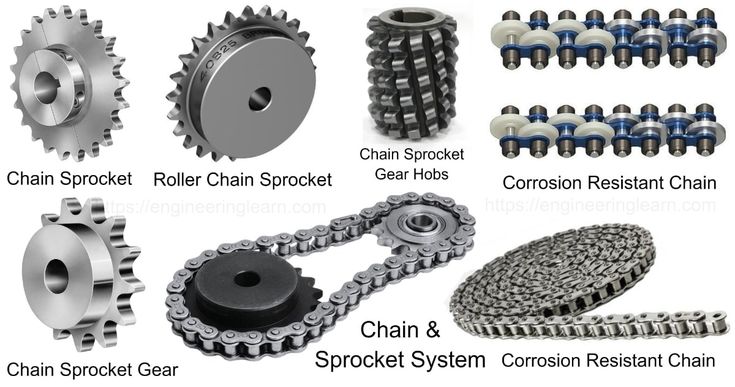 40B25
Chain Sprocket
Roller Chain Sprocket
Chain Sprocket
Gear Hobs
Corrosion Resistant Chain
https://engineeringlearn.com
https://engineeringlearn.com
Chain Sprocket Gear
Chain &
Sprocket System
Corrosion Resistant Chain